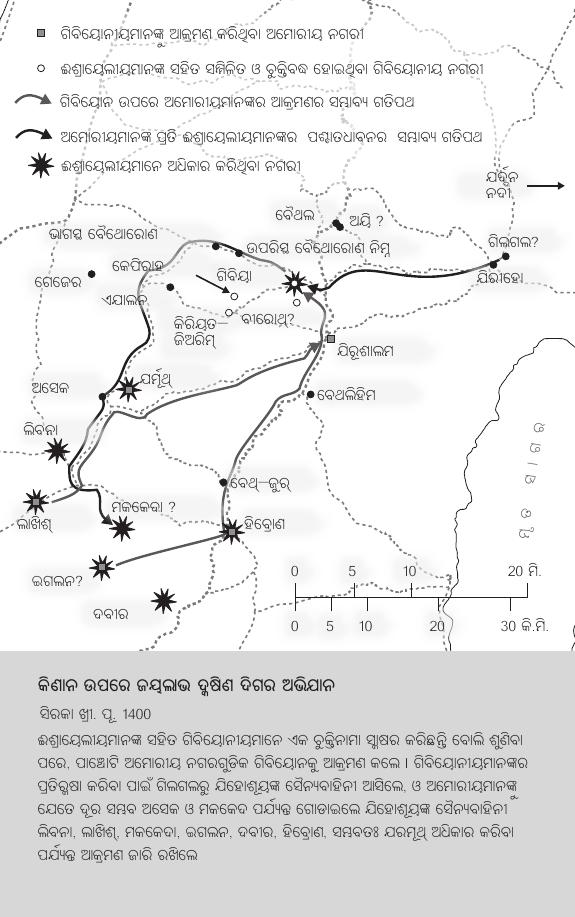 ଗିବିୟୋନୀୟମାନଙ୍କୁ ଆକ୍ରମଣ କରିଥିବା ଅମୋରୀୟ ନଗରୀ
ଈଶ୍ରାୟେଲୀୟମାନଙ୍କ ସହିତ ସମ୍ମିଳିତ ଓ ଚୁକ୍ତିବଦ୍ଧ ହୋଇଥିବା ଗିବିୟୋନୀୟ ନଗରୀ
ଗିବିୟୋନ ଉପରେ ଅମୋରୀୟମାନଙ୍କର ଆକ୍ରମଣର ସମ୍ଭାବ୍ୟ ଗତିପଥ
ଅମୋରୀୟମାନଙ୍କ ପ୍ରତି ଈଶ୍ରାୟେଲୀୟମାନଙ୍କର ପଶ୍ଚାତଧାବନର ସମ୍ଭାବ୍ୟ ଗତିପଥ
ଈଶ୍ରାୟେଲୀୟମାନେ ଅଧିକାର କରିଥିବା ନଗରୀ
ଯର୍ଦ୍ଦନ
ନଦୀ
ବୈଥଲ
ଅୟି ?
ଭାଗସ୍ଥ ବୈଥୋରୋଣ
ଉପରିସ୍ଥ ବୈଥୋରୋଣ ନିମ୍ନ
ଗିଲଗଲ?
କେପିରାହ
ଗିବିୟା
ଯିରୀହୋ
ଗେଜେର
ଏଯାଲନ
କିରିୟତ–
ଜିଅରିମ୍
ବୀରୋଥ୍?
ଯିରୂଶାଲମ
ଯର୍ମୂଥ୍
ଅସେକ
ବେଥଲିହିମ
ଲିବନା
ବେଥ୍–ଜୁର୍
ମକକେଦା ?
ଲାଖିଶ୍
ହିବ୍ରୋଣ
ମୃତ ସାଗର
ଇଗଲନ?
ଦବୀର
0 5 10 20 ମି.
0 5 10 20 30 କି.ମି.
କିଣାନ ଉପରେ ଜୟଲାଭ ଦକ୍ଷିଣ ଦିଗର ଅଭିଯାନ
ସିରକା ଖ୍ରୀ. ପୂ. 1400
ଈଶ୍ରାୟେଲୀୟମାନଙ୍କ ସହିତ ଗିବିୟୋନୀୟମାନେ ଏକ ଚୁକ୍ତିନାମା ସ୍ୱାକ୍ଷର କରିଛନ୍ତି ବୋଲି ଶୁଣିବା
ପରେ, ପାଞ୍ଚୋଟି ଅମୋରୀୟ ନଗରଗୁଡିକ ଗିବିୟୋନକୁ ଆକ୍ରମଣ କଲେ । ଗିବିୟୋନୀୟମାନଙ୍କର
ପ୍ରତିରକ୍ଷା କରିବା ପାଇଁ ଗିଲଗଲରୁ ଯିହୋଶୂୟଙ୍କ ସୈନ୍ୟବାହିନୀ ଆସିଲେ, ଓ ଅମୋରୀୟମାନଙ୍କୁ
ଯେତେ ଦୂର ସମ୍ଭବ ଅସେକ ଓ ମକକେଦ ପର୍ଯ୍ୟନ୍ତ ଗୋଡାଇଲେ ଯିହୋଶୂୟଙ୍କ ସୈନ୍ୟବାହିନୀ
ଲିବନା, ଲାଖିଶ୍, ମକକେଦା, ଇଗଲନ, ଦବୀର, ହିବ୍ରୋଣ, ସମ୍ଭବତଃ ଯରମୂଥ୍ ଅଧିକାର କରିବା
ପର୍ଯ୍ୟନ୍ତ ଆକ୍ରମଣ ଜାରି ରଖିଲେ